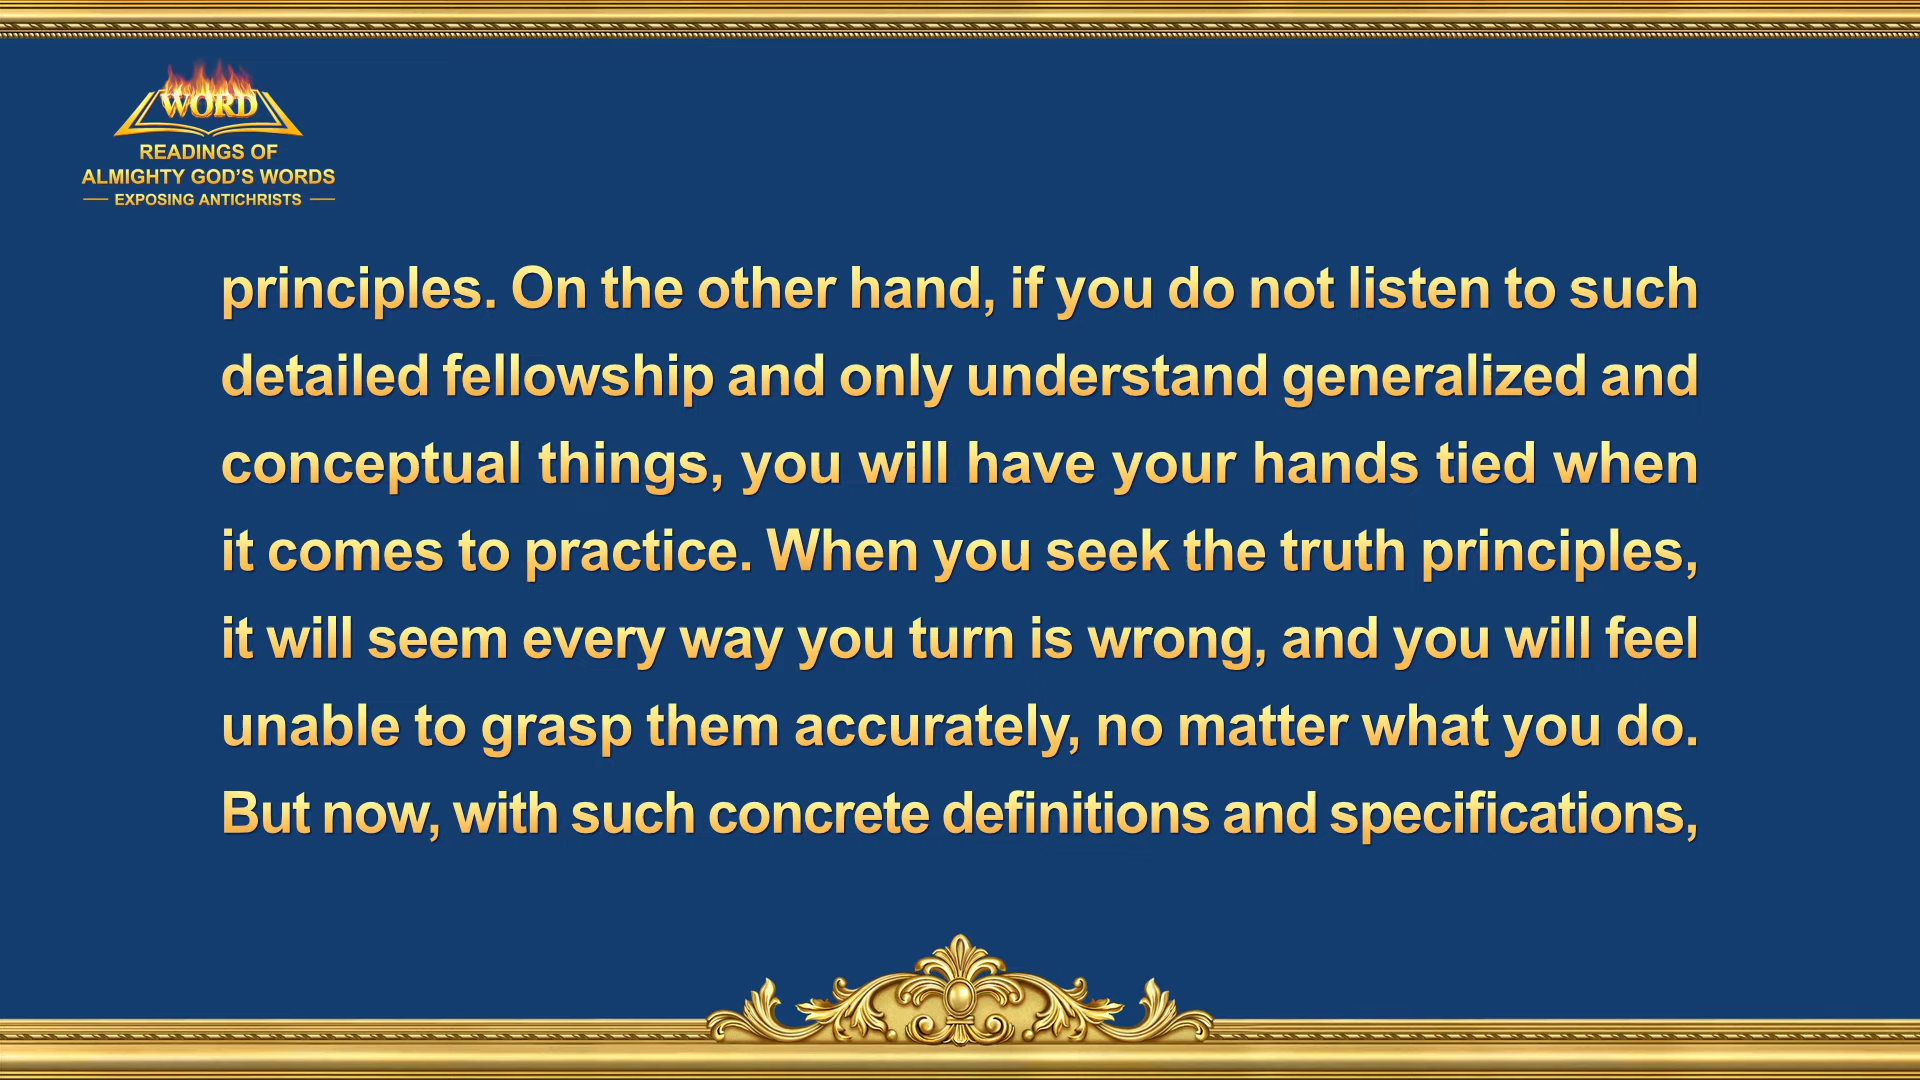 WORD
READINGS OF
ALMIGHTY GOD'S WORDS
EXPOSING ANTICHRISTS
principles. On the other hand, if you do not listen to such
detailed fellowship and only understand generalized and
conceptual things, you will have your hands tied when
it comes to practice. When you seek the truth principles,
it will seem every way you turn is wrong, and you will feel
unable to grasp them accurately, no matter what you do.
But now, with such concrete definitions and specifications,